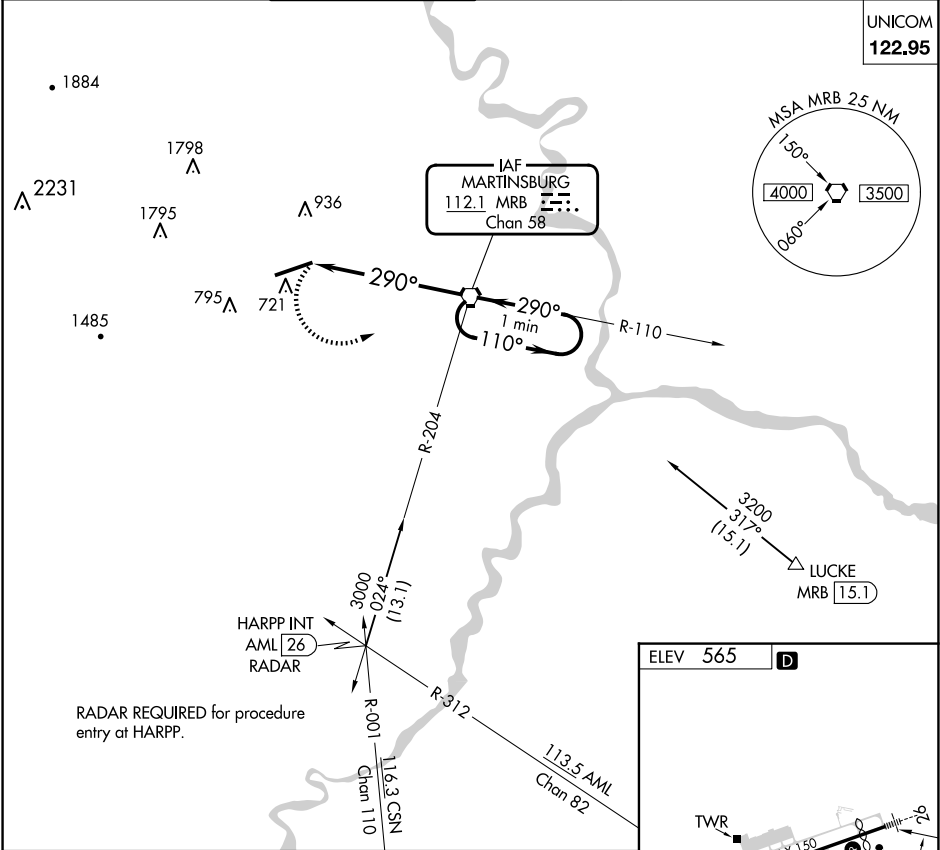 UNICOM
122.95
1884
1798
2231
1795
936
795
721
1485
IAF
MARTINSBURG
112.1 MRB
Chan 58
MSA MRB 25 NM
150°
4000
3500
060°
290°
290°
1 min
110°
R-110
R-204
3000
024°
(13.1)
3200
317°
(15.1)
LUCKE
MRB 15.1
HARPP INT
AML 26
RADAR
RADAR REQUIRED for procedure
entry at HARPP.
R-001
116.3 CSN
Chan 110
R-312
113.5 AML
Chan 82
ELEV 565
D
TWR
150
26